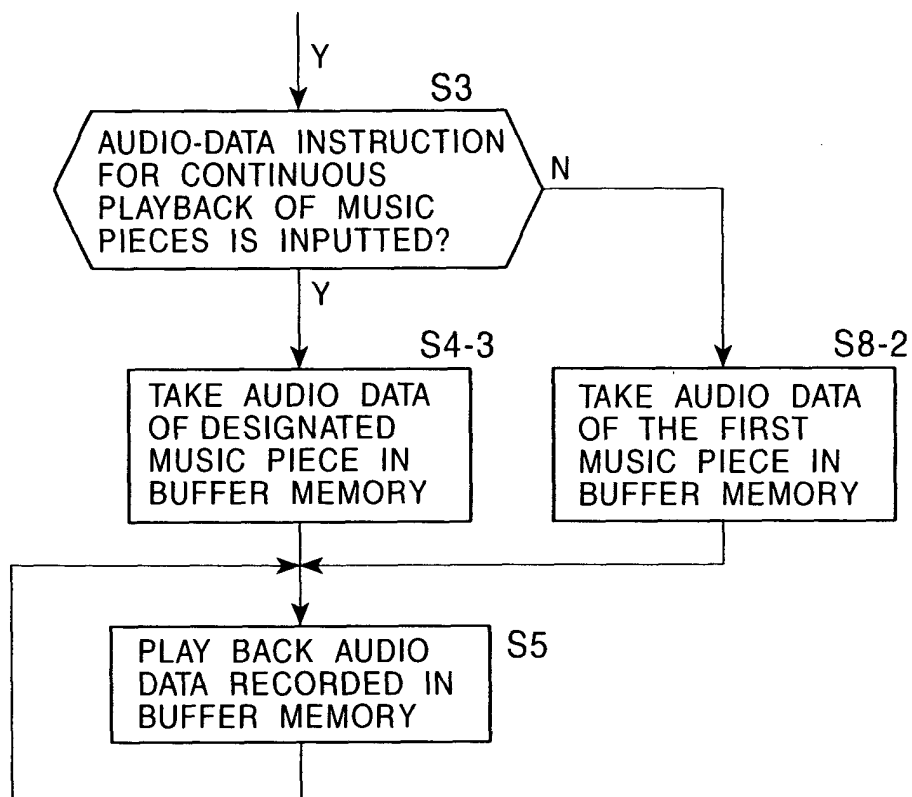 Y
S3
AUDIO-DATA INSTRUCTION
FOR CONTINUOUS
PLAYBACK OF MUSIC
PIECES IS INPUTTED?
N
Y
S4-3
TAKE AUDIO DATA
OF DESIGNATED
MUSIC PIECE IN
BUFFER MEMORY
S8-2
TAKE AUDIO DATA
OF THE FIRST
MUSIC PIECE IN
BUFFER MEMORY
S5
PLAY BACK AUDIO
DATA RECORDED IN
BUFFER MEMORY